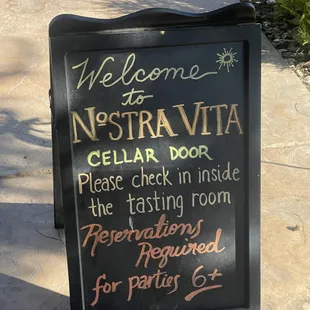 Welcome
to
NOSTRA VITA
CELLAR DOOR
Please check in inside
the tasting room
Reservations
Required
for parties 6+